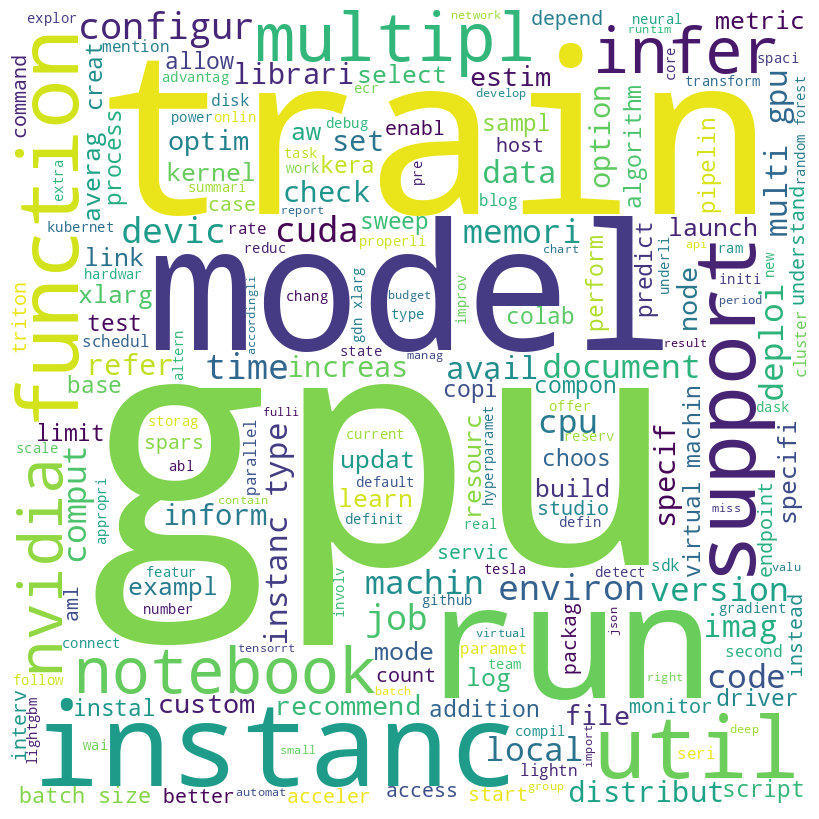 explor
configur
multipl
network
depend
neural
runtim
metric
mention
allow
infer
core
spaci
command
function
creat
advantag
librari
select
estim
transform
disk
ecr
develop
averag
process
power
onlin
debug
enabl
sampl
option
algorithm
multi gpu
random
forest
train
optim
aw
set
host
pipelin
extra
kernel
task
work
kera
pre
data
summari
case
check
blog
kubernet
report
devic
cuda
sweep
memori
launch
understand
link
rate
reduc
properli
perform
predict
node
api
ram
hardwar
model
chart
underli
new
xlarg
accordingli
chang
budget
type
gdn xlarg
improv
colab
support
initi
period
deploi
cluster
triton
test
schedul
altern
state
manag
result
refer
time
increas
avail
document
base
copi
compon
dask
limit
storag
fulli
cpu
offer
reserv
specif
virtual machin
specifi
scale
nvidia
comput
appropri
spars
abl
instanc type
parallel
current
gpu
updat
default
learn
definit
contain
resourc
hyperparamet
real
choos
build
studio
defin
miss
valu
endpoint
inform
featur
exampl
number
involv
servic
tesla
detect
sdk
aml
machin
environ
version
github
job
run
packag
json
gradient
imag
instead
connect
tensorrt
virtual
mode
paramet
team
second
follow
notebook
count
batch
log
right
code
interv
lightgbm
instal
custom
recommend
addition
file
monitor
driver
wai
instanc
small
compil
local
import
util
deep
seri
lightn
batch size
better
automat
acceler
access
start
group
distribut
script